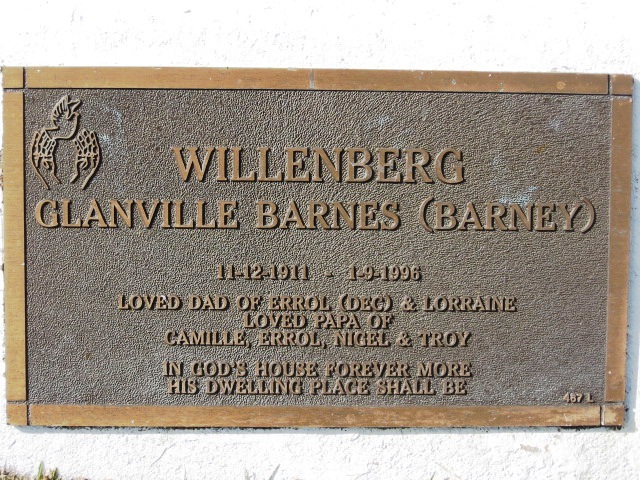 WILLENBERG
GLANVILLE BARNES (BARNEY)
11-12-1911 - 1-9-1996
LOVED DAD OF ERROL (DEC) & LORRAINE
LOVED PAPA OF
CAMILLE, ERROL, NIGEL & TROY
IN GOD'S HOUSE FOREVER MORE
HIS DWELLING PLACE SHALL BE
467 L